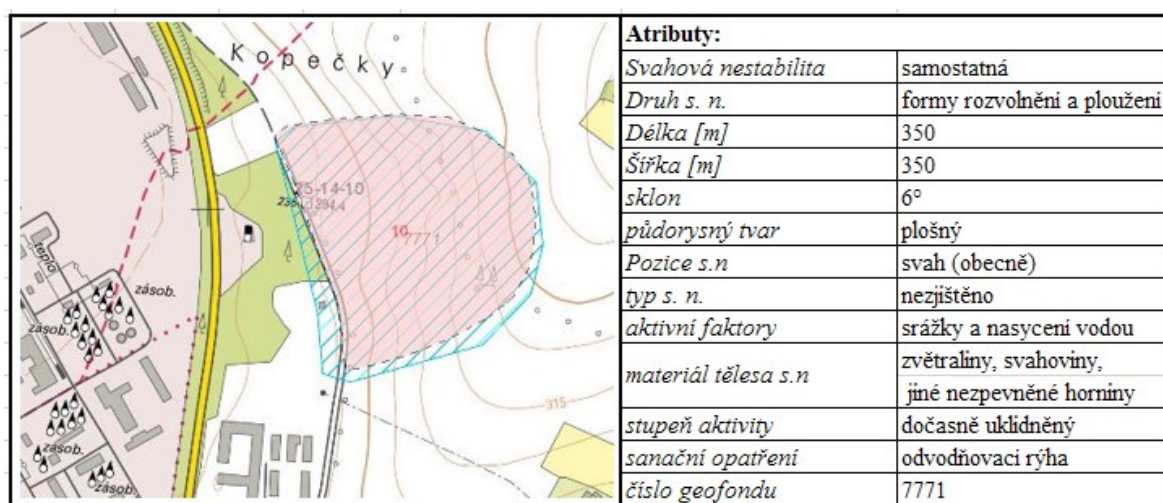 Kopečky
25-14-10
294.4
10
7771
teplo
zásob.
zásob.
zásob.
zásob.
315
Atributy:
Svahová nestabilita samostatná
Druh s. n. formy rozvolnění a ploužení
Délka [m] 350
Šířka [m] 350
sklon 6°
půdorysný tvar plošný
Pozice s.n svah (obecně)
typ s. n. nezjištěno
aktivní faktory srážky a nasycení vodou
materiál tělesa s.n zvětraliny, svahoviny,
jiné nezpevněné horniny
stupeň aktivity dočasně uklidněný
sanační opatření odvodňovaci rýha
číslo geofondu 7771